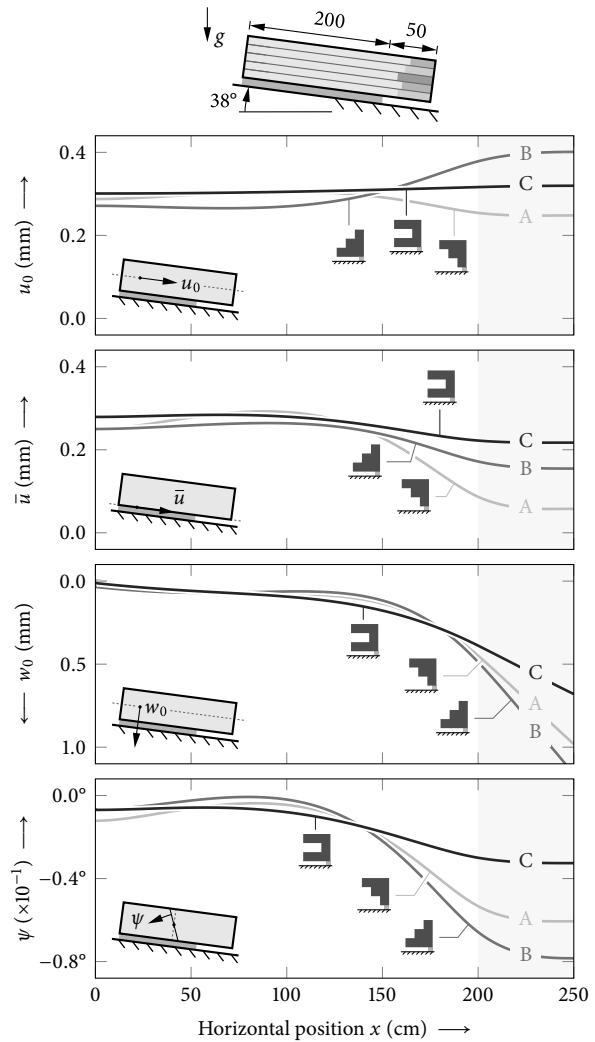 200 50
g
38°
u₀ (mm) ⟶
0.4
0.2
0.0
B
C
A
u₀
ū (mm) ⟶
0.4
0.2
0.0
C
B
A
ū
⟵ w₀ (mm)
0.0
0.5
1.0
C
A
B
w₀
ψ (×10⁻¹) ⟶
0.0°
−0.4°
−0.8°
C
A
B
ψ
0 50 100 150 200 250
Horizontal position x (cm) ⟶